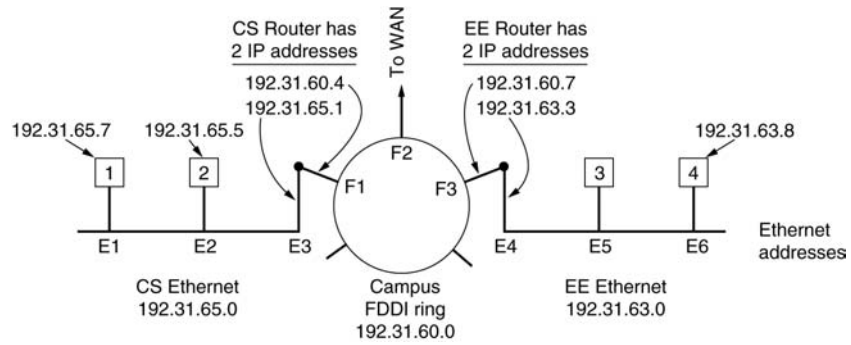 CS Router has
2 IP addresses
192.31.60.4
192.31.65.1
To WAN
EE Router has
2 IP addresses
192.31.60.7
192.31.63.3
192.31.65.7
192.31.65.5
192.31.63.8
1
2
F1
F2
F3
3
4
E1
E2
E3
E4
E5
E6
Ethernet
addresses
CS Ethernet
192.31.65.0
Campus
FDDI ring
192.31.60.0
EE Ethernet
192.31.63.0